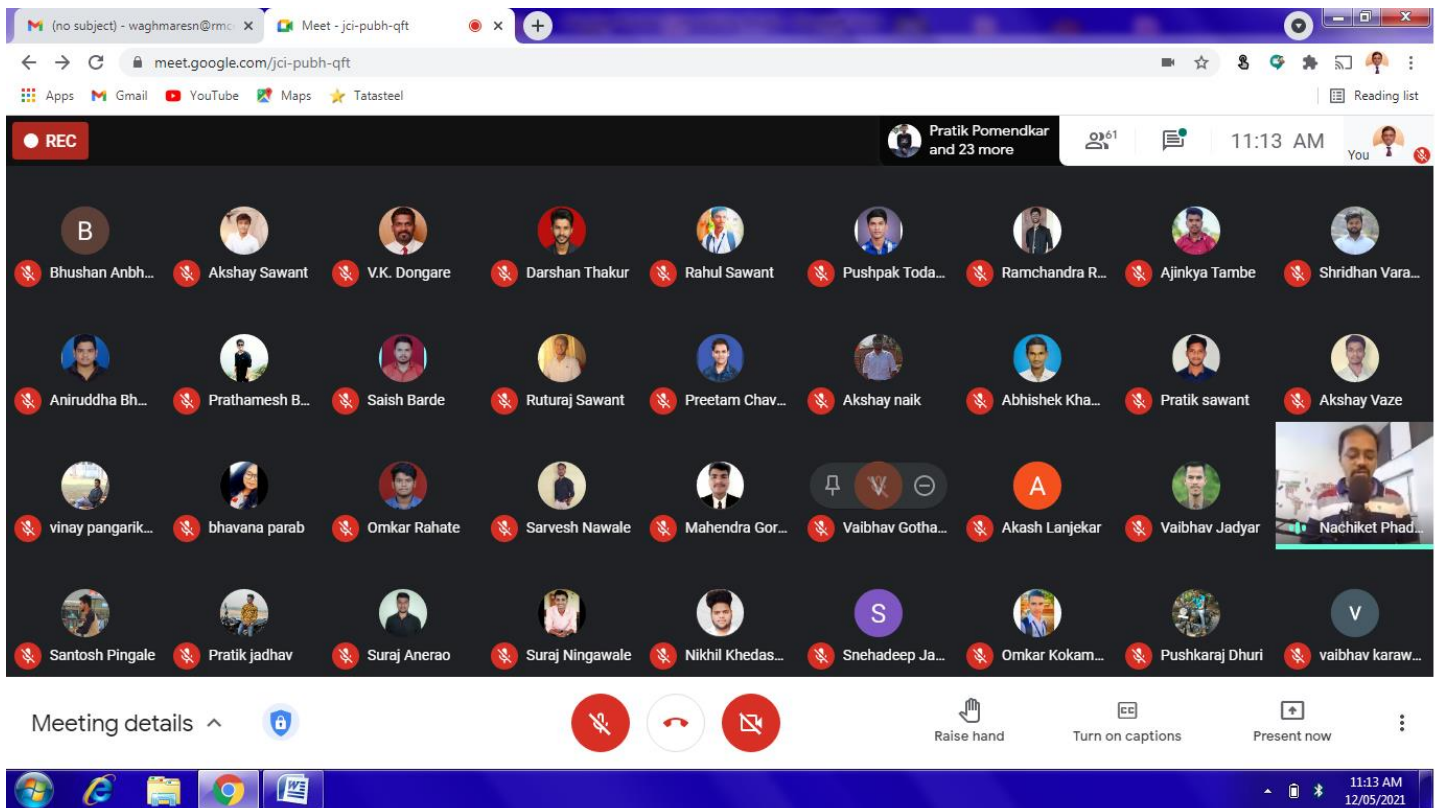 (no subject) - waghmaresn@rmc
Meet - jci-pubh-qft
meet.google.com/jci-pubh-qft
Apps Gmail YouTube Maps Tatasteel Reading list
REC
Pratik Pomendkar
and 23 more
61
11:13 AM
You
B
Bhushan Anbh... Akshay Sawant V.K. Dongare Darshan Thakur Rahul Sawant Pushpak Toda... Ramchandra R... Ajinkya Tambe Shridhan Vara...
Aniruddha Bh... Prathamesh B... Saish Barde Ruturaj Sawant Preetam Chav... Akshay naik Abhishek Kha... Pratik sawant Akshay Vaze
V A
vinay pangarik... bhavana parab Omkar Rahate Sarvesh Nawale Mahendra Gor... Vaibhav Gotha... Akash Lanjekar Vaibhav Jadyar Nachiket Phad...
S V
Santosh Pingale Pratik jadhav Suraj Anerao Suraj Ningawale Nikhil Khedas... Snehadeep Ja... Omkar Kokam... Pushkaraj Dhuri vaibhav karaw...
Meeting details
CC
Raise hand Turn on captions Present now
W
11:13 AM
12/05/2021